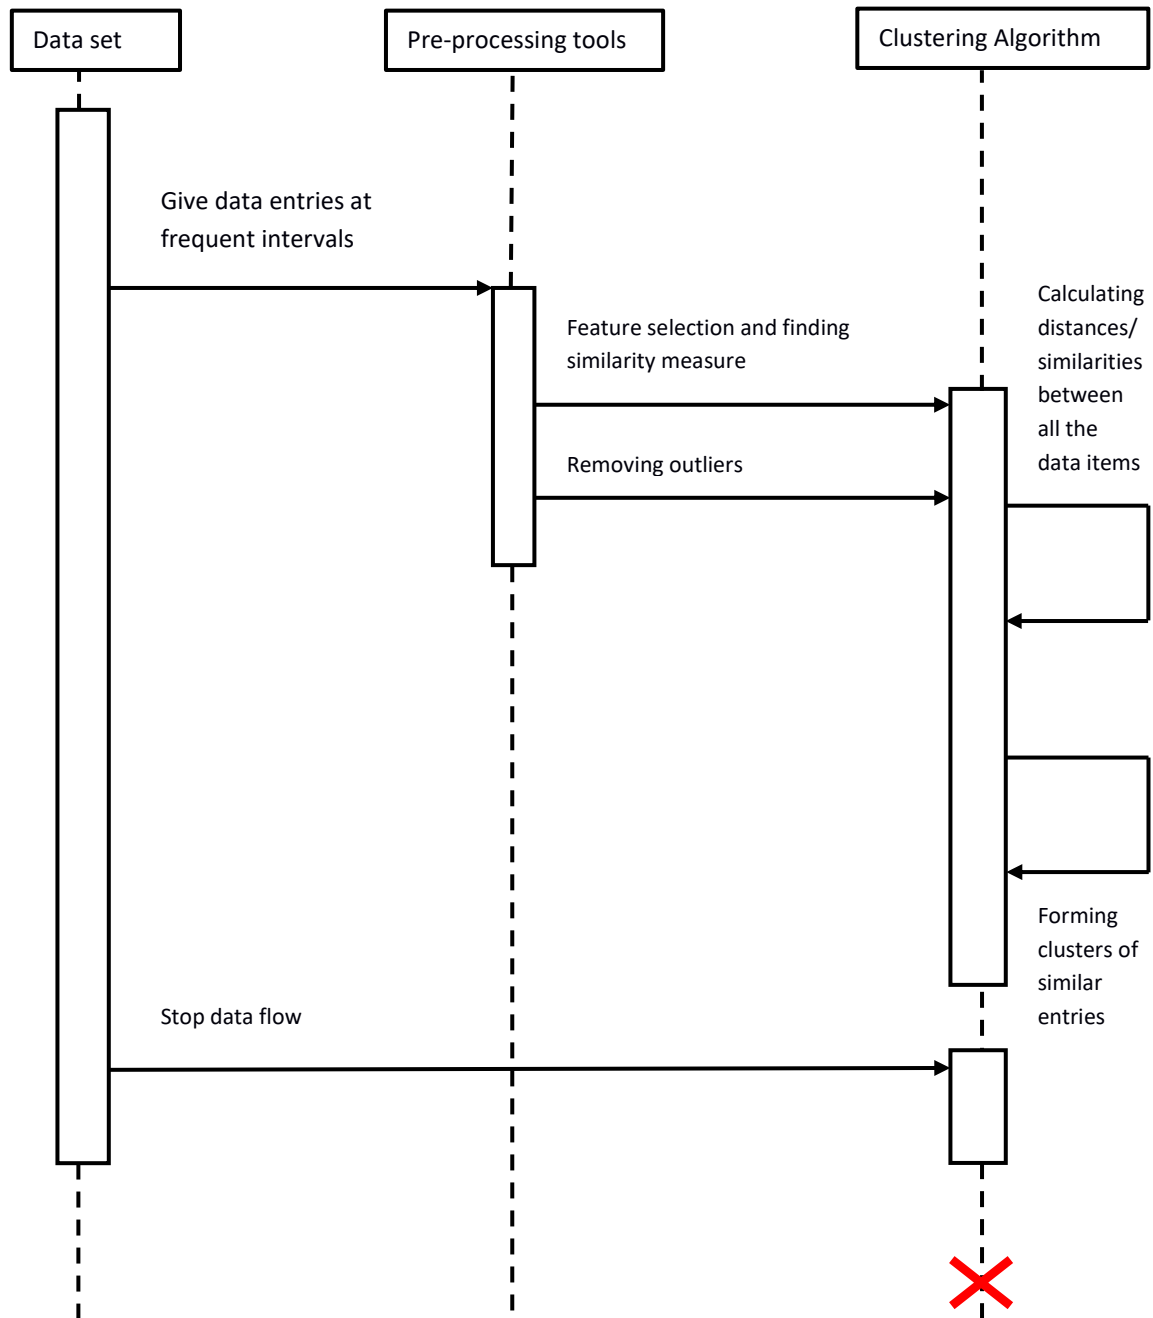 Data set
Pre-processing tools
Clustering Algorithm
Give data entries at
frequent intervals
Calculating
distances/
similarities
between
all the
data items
Feature selection and finding
similarity measure
Removing outliers
Forming
clusters of
similar
entries
Stop data flow